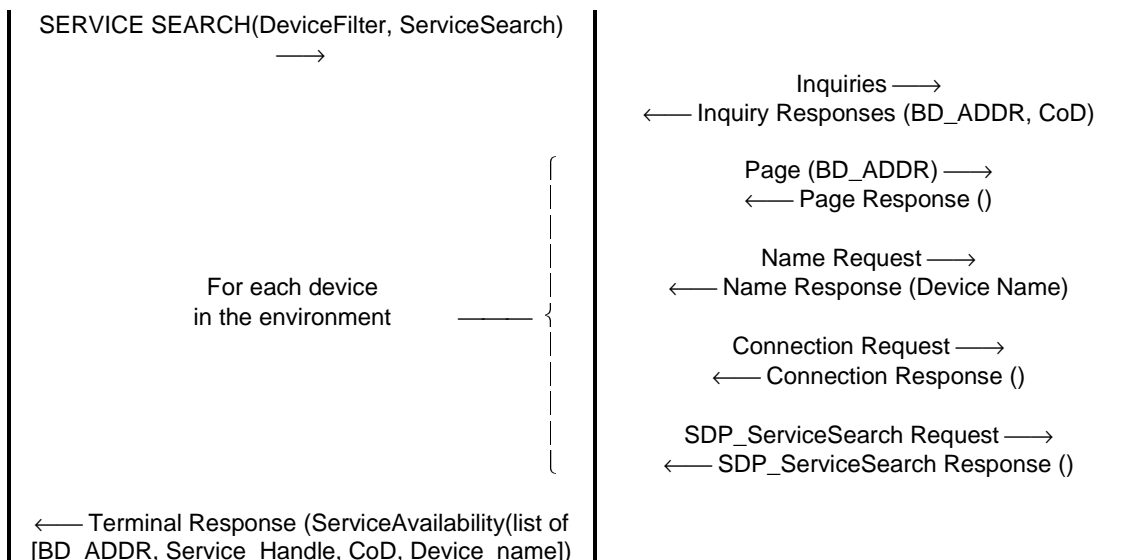 SERVICE SEARCH(DeviceFilter, ServiceSearch)
⟶
Inquiries ⟶
⟵ Inquiry Responses (BD_ADDR, CoD)
Page (BD_ADDR) ⟶
⟵ Page Response ()
Name Request ⟶
⟵ Name Response (Device Name)
For each device
in the environment
Connection Request ⟶
⟵ Connection Response ()
SDP_ServiceSearch Request ⟶
⟵ SDP_ServiceSearch Response ()
⟵ Terminal Response (ServiceAvailability(list of
[BD_ADDR, Service_Handle, CoD, Device_name])